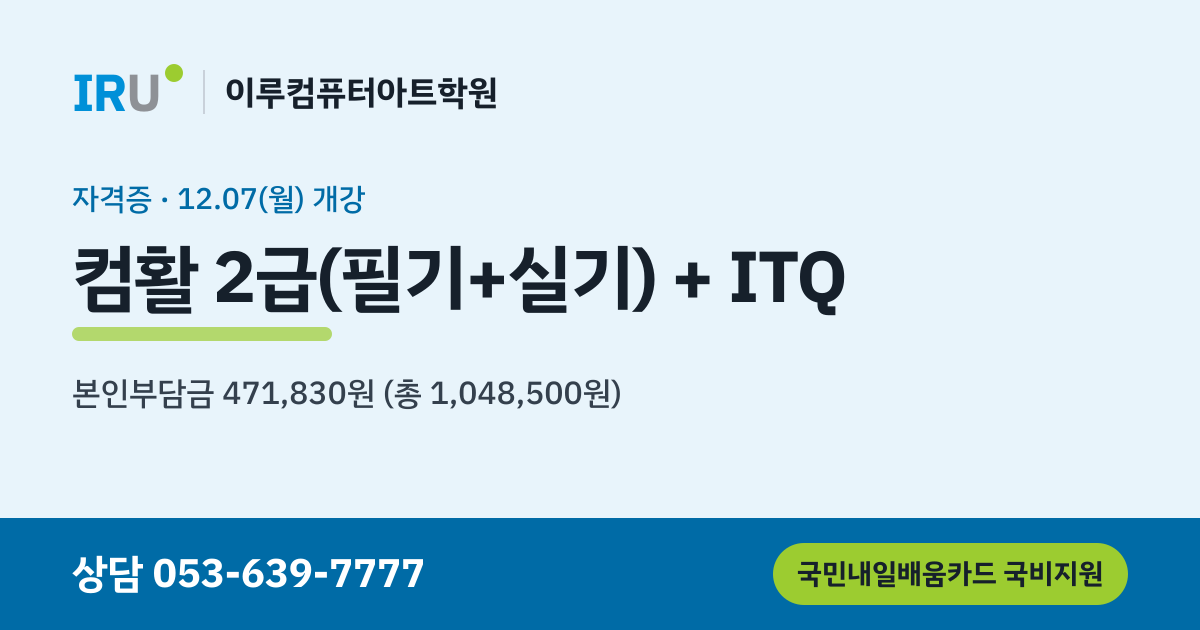 IRU 이루컴퓨터아트학원
자격증 · 12.07(월) 개강
컴활 2급(필기+실기) + ITQ
본인부담금 471,830원 (총 1,048,500원)
상담 053-639-7777
국민내일배움카드 국비지원